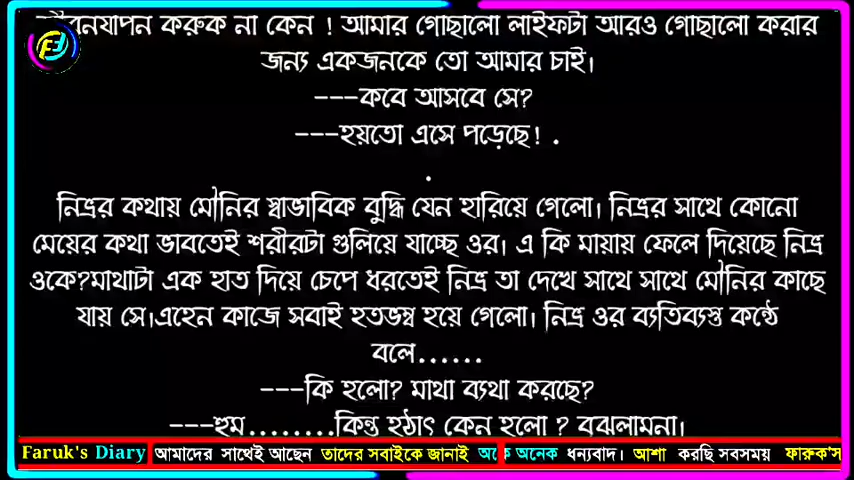 জীবনযাপন করুক না কেন ! আমার গোছালো লাইফটা আরও গোছালো করার
জন্য একজনকে তো আমার চাই।
---কবে আসবে সে?
---হয়তো এসে পড়েছে! .
.
নিভ্রর কথায় মৌনির স্বাভাবিক বুদ্ধি যেন হারিয়ে গেলো। নিভ্রর সাথে কোনো
মেয়ের কথা ভাবতেই শরীরটা গুলিয়ে যাচ্ছে ওর। এ কি মায়ায় ফেলে দিয়েছে নিভ্র
ওকে?মাথাটা এক হাত দিয়ে চেপে ধরতেই নিভ্র তা দেখে সাথে সাথে মৌনির কাছে
যায় সে।এহেন কাজে সবাই হতভম্ব হয়ে গেলো। নিভ্র ওর ব্যতিব্যস্ত কন্ঠে
বলে......
---কি হলো? মাথা ব্যথা করছে?
---হুম........কিন্তু হঠাৎ কেন হলো ? বুঝলামনা।
Faruk's Diary আমাদের সাথেই আছেন তাদের সবাইকে জানাই অনেক ধন্যবাদ। আশা করছি সবসময় ফারুক'স